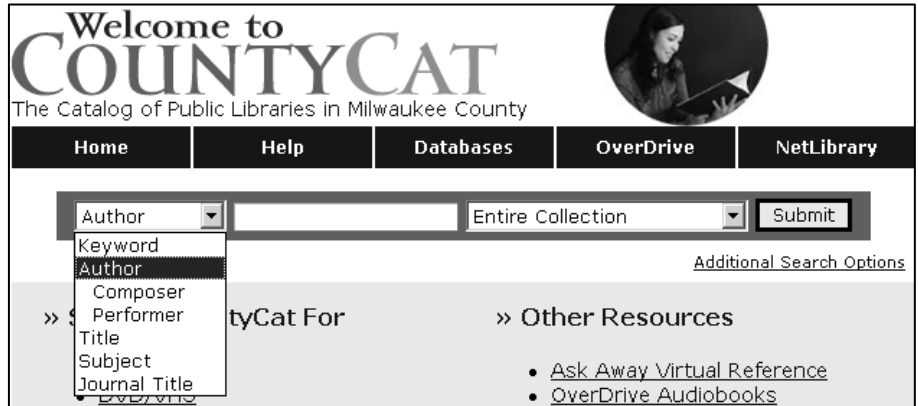 Welcome to
COUNTYCAT
The Catalog of Public Libraries in Milwaukee County
Home Help Databases OverDrive NetLibrary
Author Entire Collection Submit
Keyword
Author
Additional Search Options
Composer
Performer
tyCat For
» Other Resources
Title
Subject
• Ask Away Virtual Reference
Journal Title
• DVD/VHS
• OverDrive Audiobooks